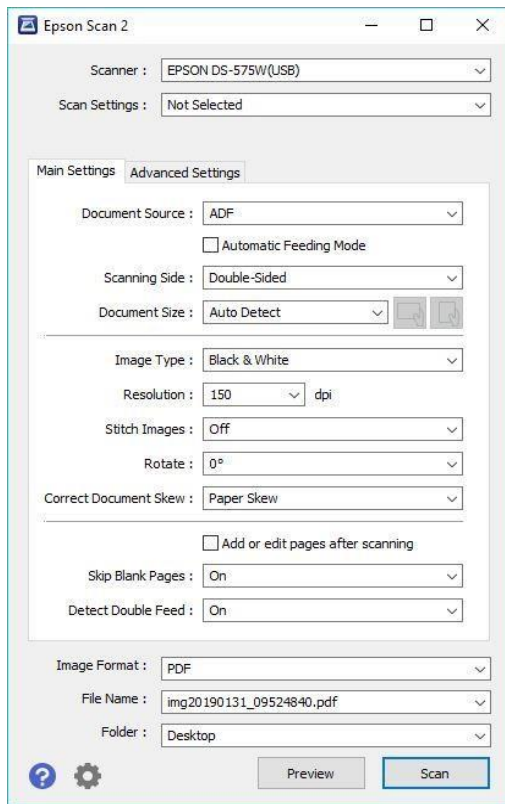 Epson Scan 2
Scanner : EPSON DS-575W(USB)
Scan Settings : Not Selected
Main Settings Advanced Settings
Document Source : ADF
Automatic Feeding Mode
Scanning Side : Double-Sided
Document Size : Auto Detect
Image Type : Black & White
Resolution : 150 dpi
Stitch Images : Off
Rotate : 0°
Correct Document Skew : Paper Skew
Add or edit pages after scanning
Skip Blank Pages : On
Detect Double Feed : On
Image Format : PDF
File Name : img20190131_09524840.pdf
Folder : Desktop
? Preview Scan